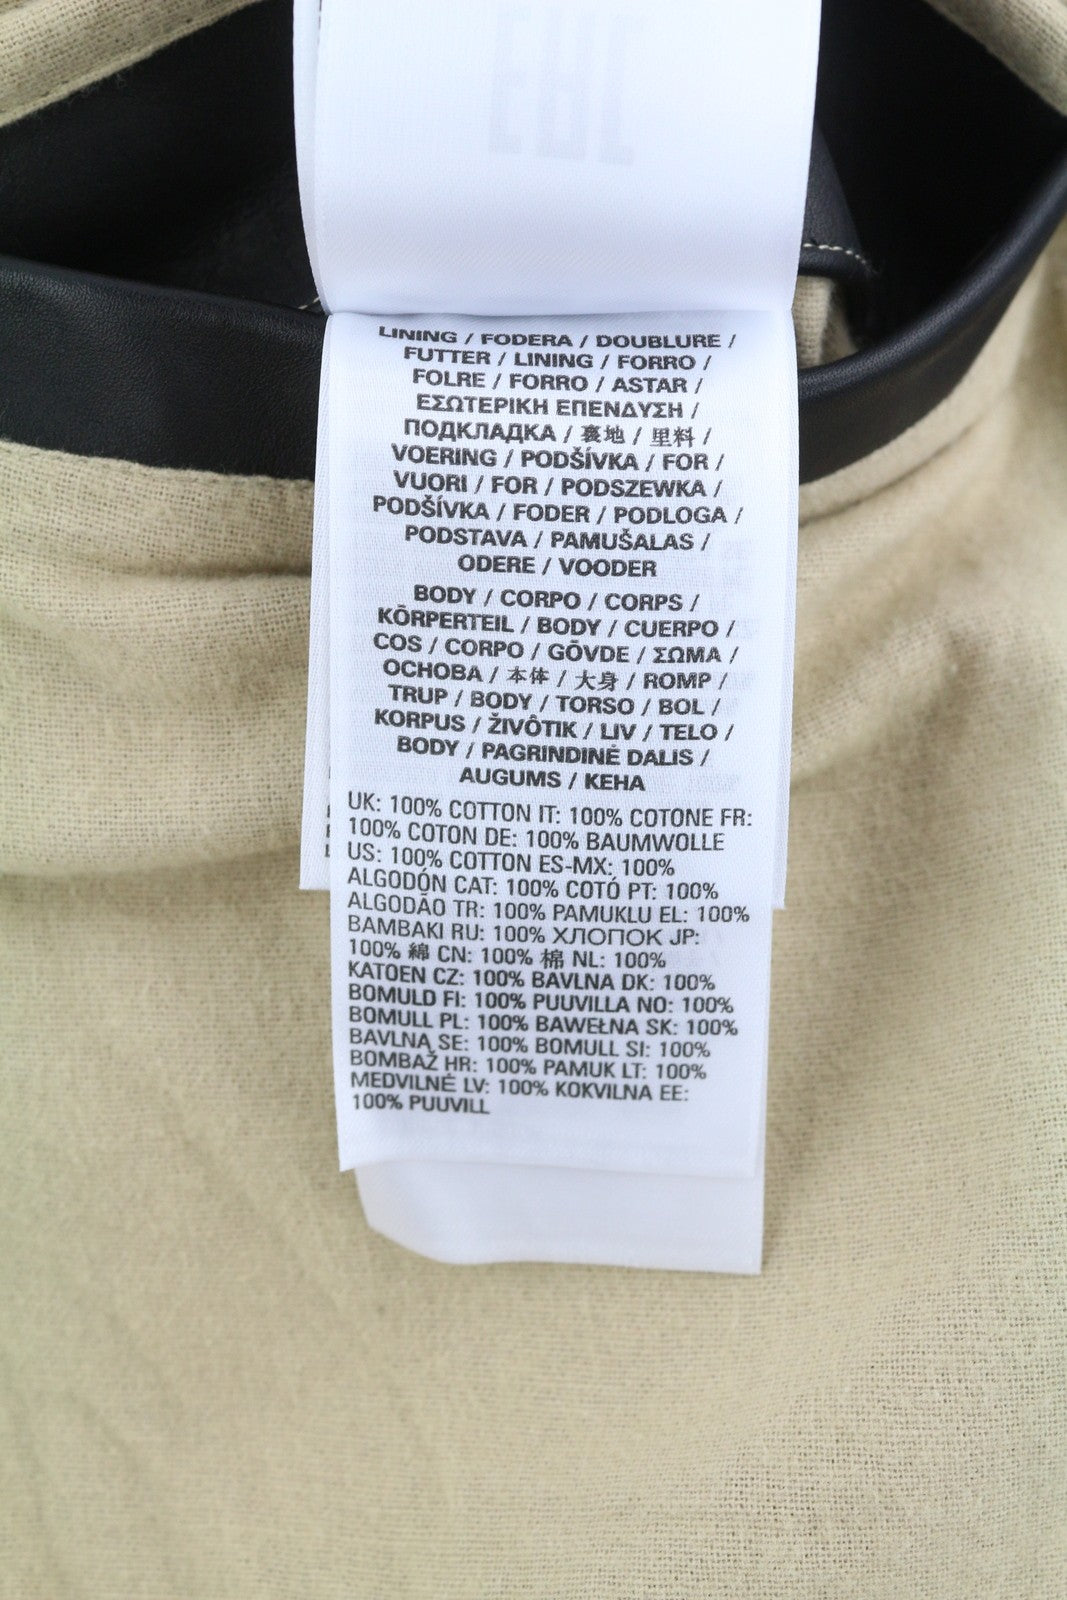 EAC
LINING / FODERA / DOUBLURE /
FUTTER / LINING / FORRO /
FOLRE / FORRO / ASTAR /
ΕΣΩΤΕΡΙΚΗ ΕΠΕΝΔΥΣΗ /
ПОДКЛАДКА / 裏地 / 里料 /
VOERING / PODŠÍVKA / FOR /
VUORI / FOR / PODSZEWKA /
PODŠÍVKA / FODER / PODLOGA /
PODSTAVA / PAMUŠALAS /
ODERE / VOODER
BODY / CORPO / CORPS /
KÖRPERTEIL / BODY / CUERPO /
COS / CORPO / GÖVDE / ΣΩΜΑ /
ОСНОВА / 本体 / 大身 / ROMP /
TRUP / BODY / TORSO / BOL /
KORPUS / ŽIVÔTIK / LIV / TELO /
BODY / PAGRINDINĖ DALIS /
AUGUMS / KEHA
UK: 100% COTTON IT: 100% COTONE FR:
100% COTON DE: 100% BAUMWOLLE
US: 100% COTTON ES-MX: 100%
ALGODÓN CAT: 100% COTÓ PT: 100%
ALGODÃO TR: 100% PAMUKLU EL: 100%
ΒΑΜΒΑΚΙ RU: 100% ХЛОПОК JP:
100% 綿 CN: 100% 棉 NL: 100%
KATOEN CZ: 100% BAVLNA DK: 100%
BOMULD FI: 100% PUUVILLA NO: 100%
BOMULL PL: 100% BAWEŁNA SK: 100%
BAVLNA SE: 100% BOMULL SI: 100%
BOMBAŽ HR: 100% PAMUK LT: 100%
MEDVILNĖ LV: 100% KOKVILNA EE:
100% PUUVILL